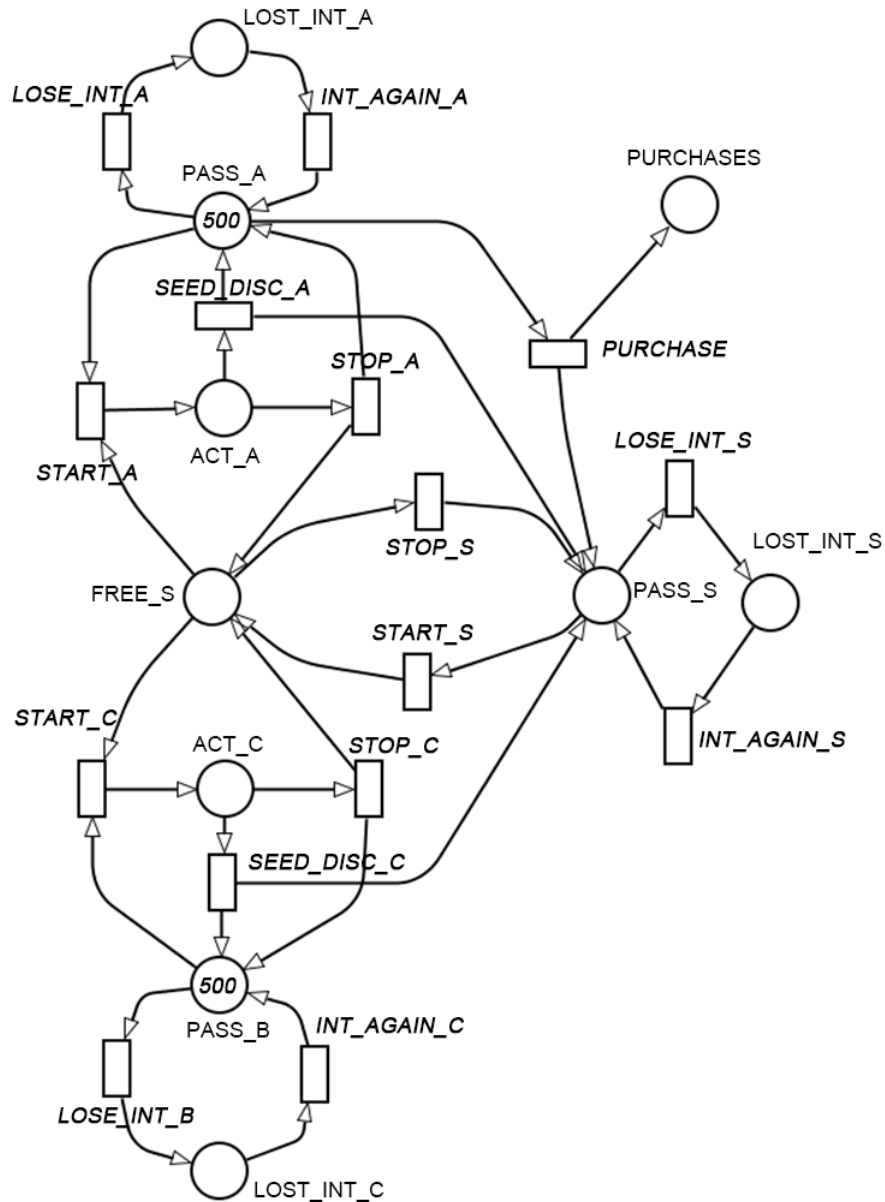 LOST_INT_A
LOSE_INT_A
INT_AGAIN_A
PASS_A
PURCHASES
500
SEED_DISC_A
STOP_A
PURCHASE
ACT_A
START_A
LOSE_INT_S
STOP_S
LOST_INT_S
FREE_S
PASS_S
START_S
START_C
ACT_C
STOP_C
INT_AGAIN_S
SEED_DISC_C
500
PASS_B
INT_AGAIN_C
LOSE_INT_B
LOST_INT_C